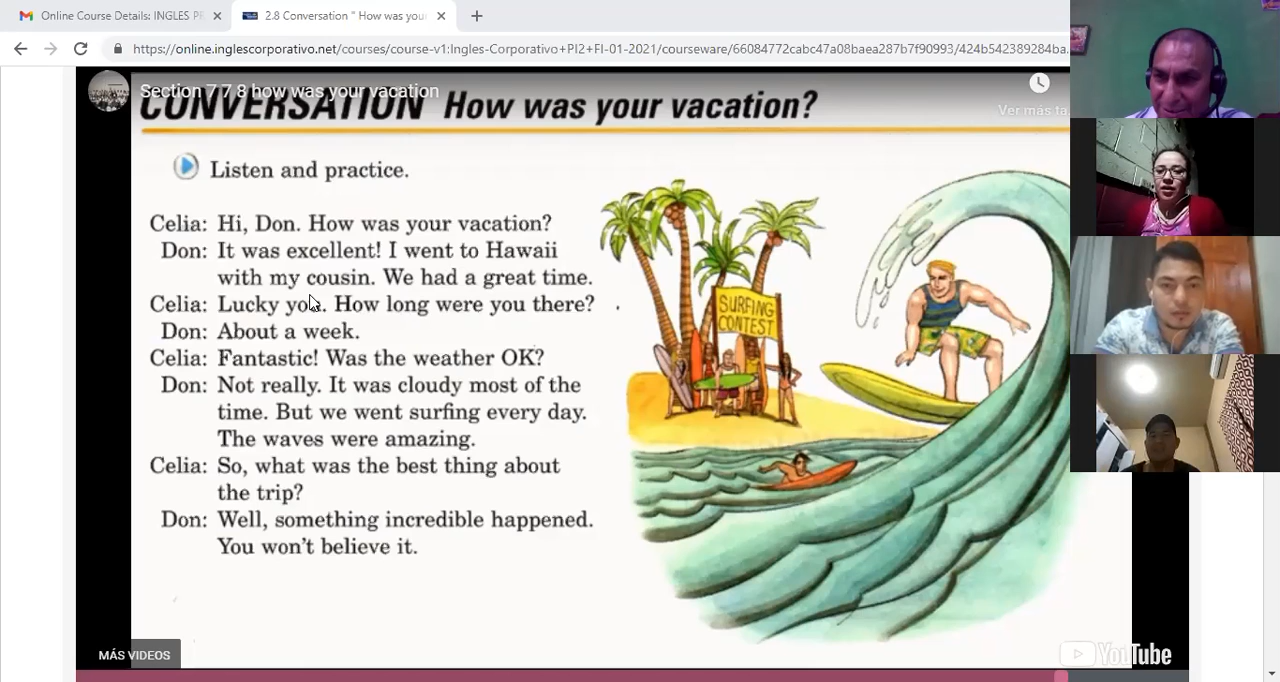 Online Course Details: INGLES PR
2.8 Conversation " How was your
https://online.inglescorporativo.net/courses/course-v1:Ingles-Corporativo+PI2+FI-01-2021/courseware/66084772cabc47a08baea287b7f90993/424b542389284ba
Section 7 7 8 how was your vacation
Ver más ta
CONVERSATION How was your vacation?
Listen and practice.
Celia: Hi, Don. How was your vacation?
Don: It was excellent! I went to Hawaii
with my cousin. We had a great time.
Celia: Lucky you. How long were you there?
Don: About a week.
Celia: Fantastic! Was the weather OK?
Don: Not really. It was cloudy most of the
time. But we went surfing every day.
The waves were amazing.
Celia: So, what was the best thing about
the trip?
Don: Well, something incredible happened.
You won't believe it.
SURFING
CONTEST
MÁS VIDEOS
YouTube